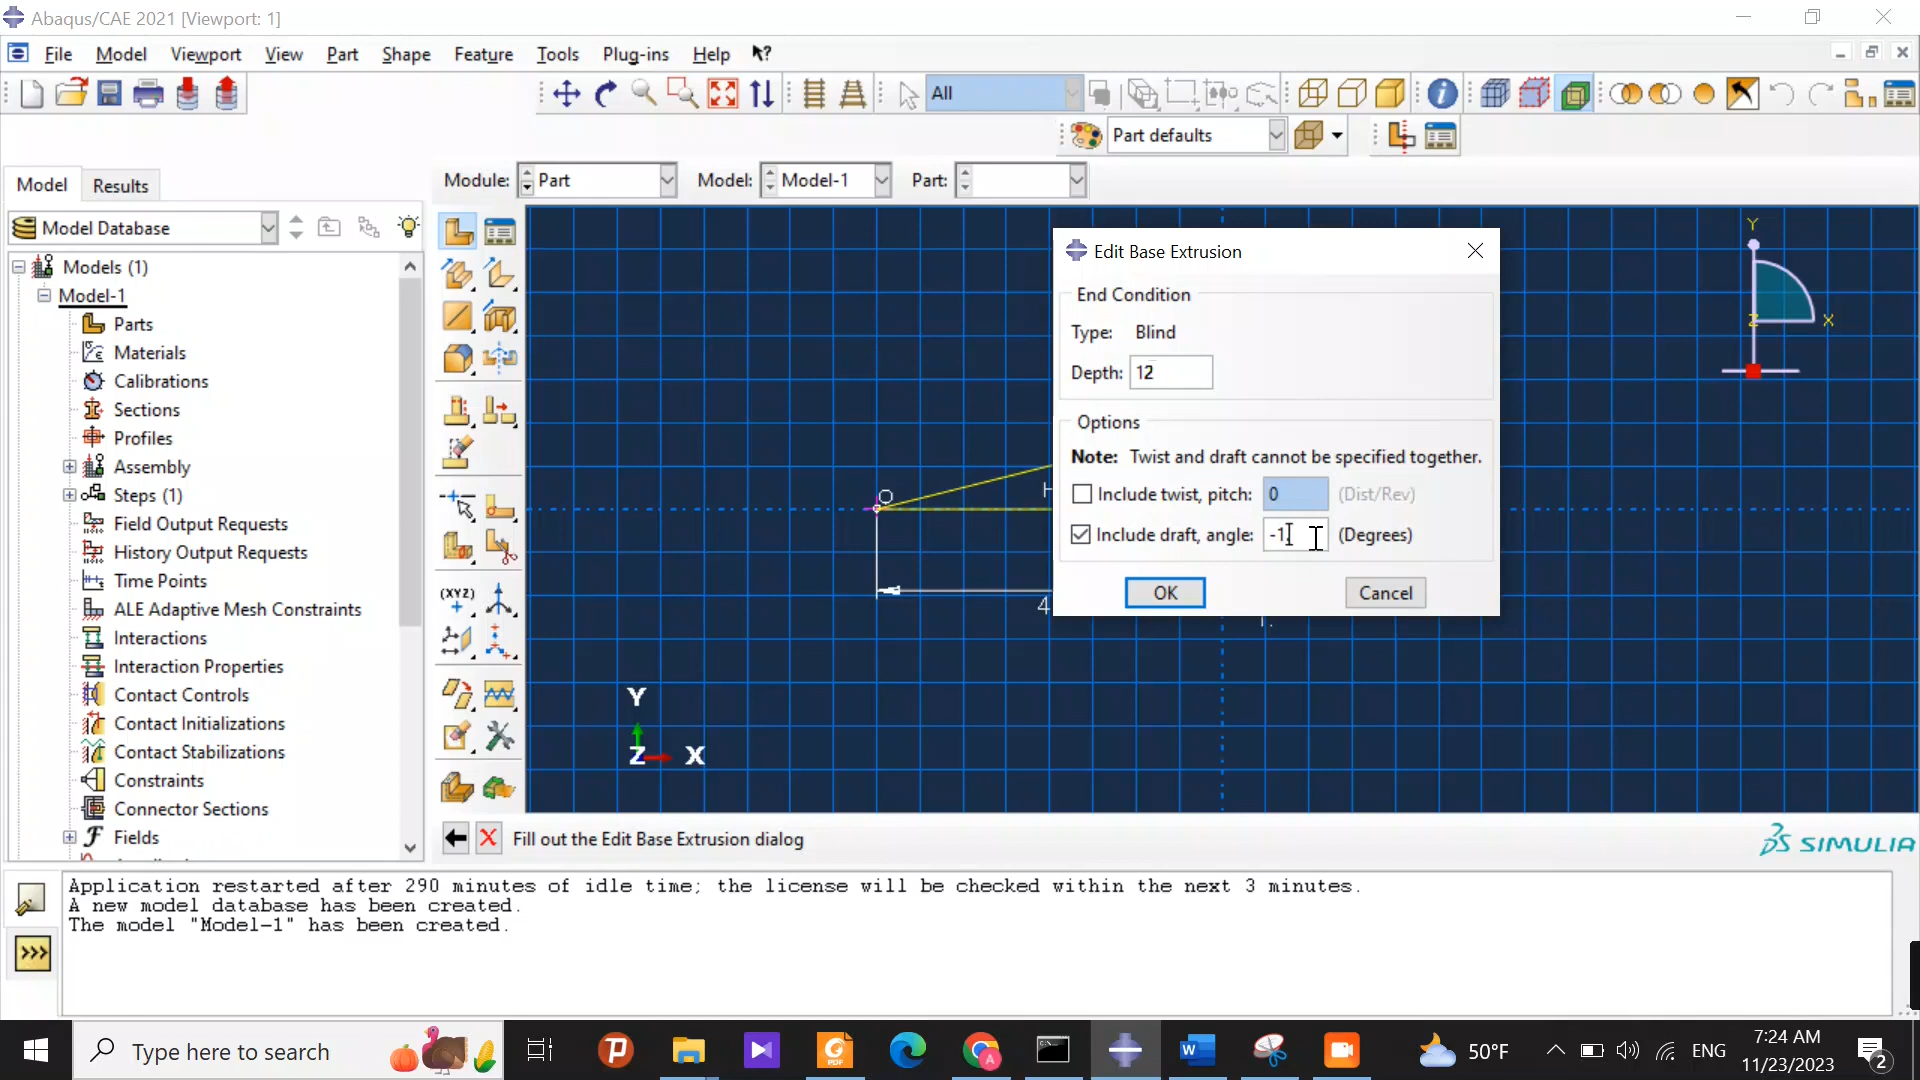 Abaqus/CAE 2021 [Viewport: 1]
File Model Viewport View Part Shape Feature Tools Plug-ins Help
All
Part defaults
Model Results
Module: Part Model: Model-1 Part:
Model Database
Models (1)
Model-1
Parts
Materials
Calibrations
Sections
Profiles
Assembly
Steps (1)
Field Output Requests
History Output Requests
Time Points
ALE Adaptive Mesh Constraints
Interactions
Interaction Properties
Contact Controls
Contact Initializations
Contact Stabilizations
Constraints
Connector Sections
Fields
(XYZ)
Edit Base Extrusion
End Condition
Type: Blind
Depth: 12
Options
Note: Twist and draft cannot be specified together.
Include twist, pitch: 0 (Dist/Rev)
Include draft, angle: -1. (Degrees)
OK Cancel
Y
Z X
H
4
Y
Z X
Fill out the Edit Base Extrusion dialog
SIMULIA
Application restarted after 290 minutes of idle time; the license will be checked within the next 3 minutes.
A new model database has been created.
The model "Model-1" has been created.
>>>
Type here to search
PDF
A
W
50°F
ENG
7:24 AM
11/23/2023
2